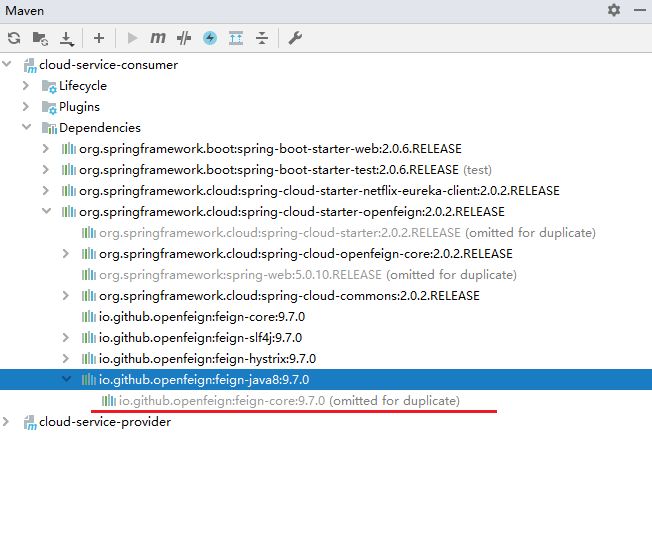 Maven
cloud-service-consumer
Lifecycle
Plugins
Dependencies
org.springframework.boot:spring-boot-starter-web:2.0.6.RELEASE
org.springframework.boot:spring-boot-starter-test:2.0.6.RELEASE (test)
org.springframework.cloud:spring-cloud-starter-netflix-eureka-client:2.0.2.RELEASE
org.springframework.cloud:spring-cloud-starter-openfeign:2.0.2.RELEASE
org.springframework.cloud:spring-cloud-starter:2.0.2.RELEASE (omitted for duplicate)
org.springframework.cloud:spring-cloud-openfeign-core:2.0.2.RELEASE
org.springframework:spring-web:5.0.10.RELEASE (omitted for duplicate)
org.springframework.cloud:spring-cloud-commons:2.0.2.RELEASE
io.github.openfeign:feign-core:9.7.0
io.github.openfeign:feign-slf4j:9.7.0
io.github.openfeign:feign-hystrix:9.7.0
io.github.openfeign:feign-java8:9.7.0
io.github.openfeign:feign-core:9.7.0 (omitted for duplicate)
cloud-service-provider